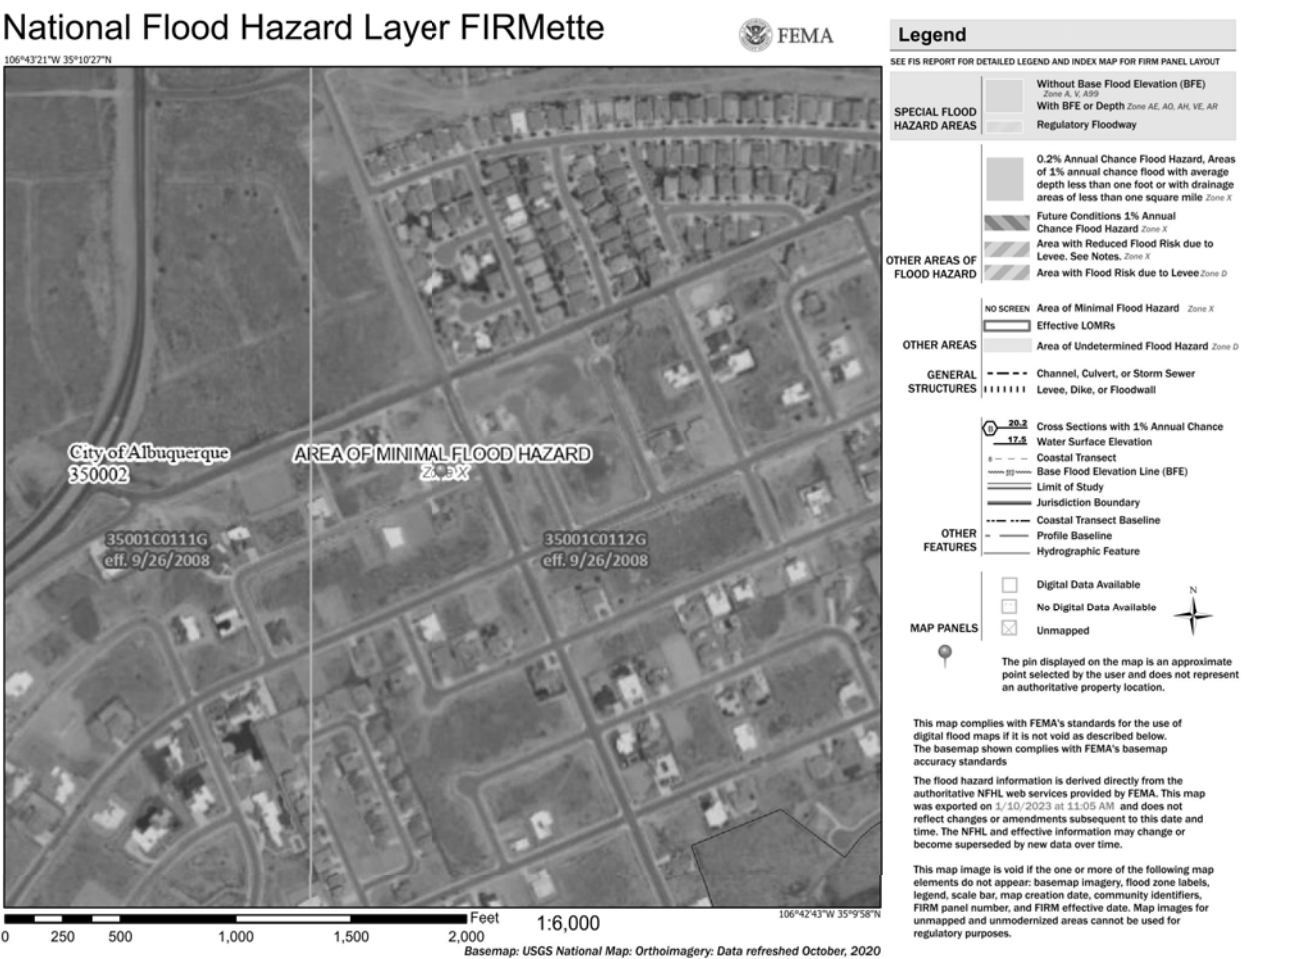 National Flood Hazard Layer FIRMette
FEMA
106°43'21"W 35°10'27"N
City of Albuquerque
350002
AREA OF MINIMAL FLOOD HAZARD
Zone X
35001C0111G
eff. 9/26/2008
35001C0112G
eff. 9/26/2008
106°42'43"W 35°9'58"N
Feet
1:6,000
0 250 500 1,000 1,500 2,000
Basemap: USGS National Map: Orthoimagery: Data refreshed October, 2020
Legend
SEE FIS REPORT FOR DETAILED LEGEND AND INDEX MAP FOR FIRM PANEL LAYOUT
SPECIAL FLOOD
HAZARD AREAS
Without Base Flood Elevation (BFE)
Zone A, V, A99
With BFE or Depth Zone AE, AO, AH, VE, AR
Regulatory Floodway
OTHER AREAS OF
FLOOD HAZARD
0.2% Annual Chance Flood Hazard, Areas
of 1% annual chance flood with average
depth less than one foot or with drainage
areas of less than one square mile Zone X
Future Conditions 1% Annual
Chance Flood Hazard Zone X
Area with Reduced Flood Risk due to
Levee. See Notes. Zone X
Area with Flood Risk due to Levee Zone D
OTHER AREAS
NO SCREEN Area of Minimal Flood Hazard Zone X
Effective LOMRs
Area of Undetermined Flood Hazard Zone D
GENERAL
STRUCTURES
Channel, Culvert, or Storm Sewer
Levee, Dike, or Floodwall
OTHER
FEATURES
B 20.2 Cross Sections with 1% Annual Chance
17.5 Water Surface Elevation
8 Coastal Transect
513 Base Flood Elevation Line (BFE)
Limit of Study
Jurisdiction Boundary
Coastal Transect Baseline
Profile Baseline
Hydrographic Feature
MAP PANELS
Digital Data Available
No Digital Data Available
Unmapped
N
The pin displayed on the map is an approximate
point selected by the user and does not represent
an authoritative property location.
This map complies with FEMA's standards for the use of
digital flood maps if it is not void as described below.
The basemap shown complies with FEMA's basemap
accuracy standards
The flood hazard information is derived directly from the
authoritative NFHL web services provided by FEMA. This map
was exported on 1/10/2023 at 11:05 AM and does not
reflect changes or amendments subsequent to this date and
time. The NFHL and effective information may change or
become superseded by new data over time.
This map image is void if the one or more of the following map
elements do not appear: basemap imagery, flood zone labels,
legend, scale bar, map creation date, community identifiers,
FIRM panel number, and FIRM effective date. Map images for
unmapped and unmodernized areas cannot be used for
regulatory purposes.